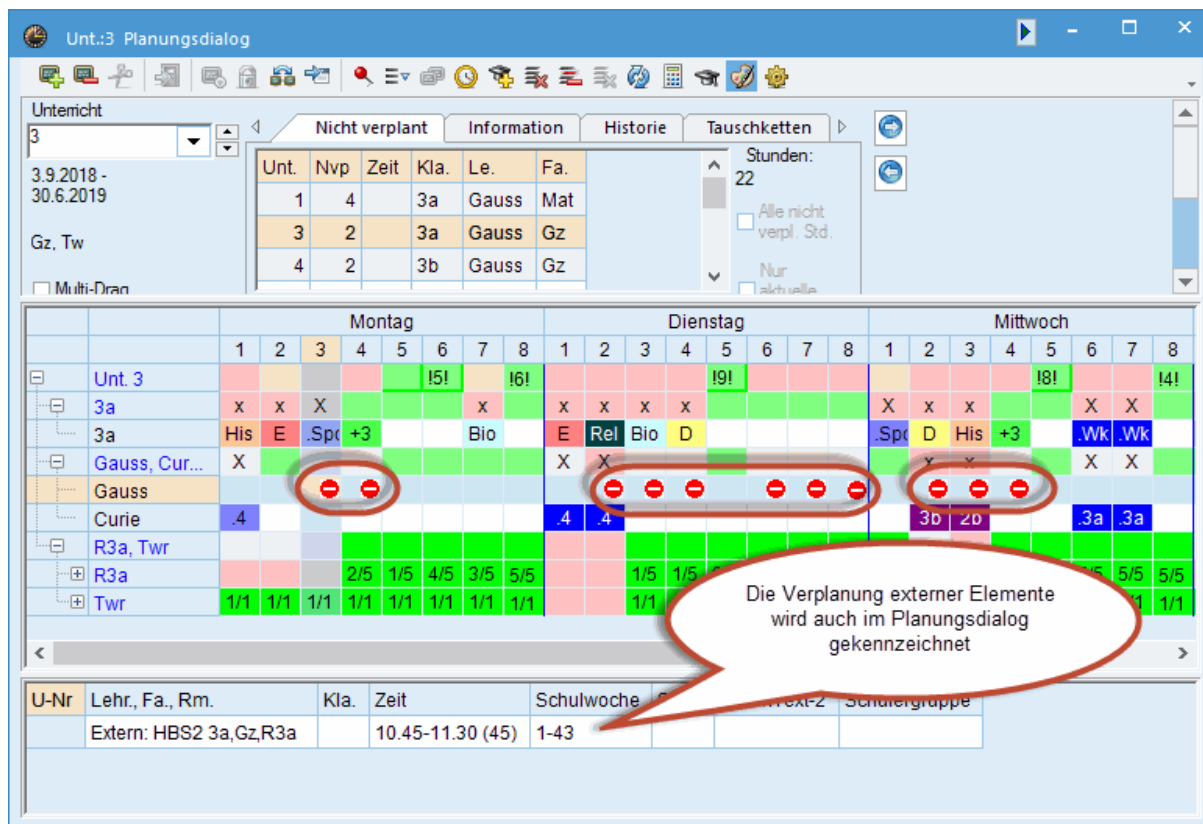 Unt.:3 Planungsdialog
Unterricht
3
3.9.2018 -
30.6.2019
Gz, Tw
Multi-Drag
Nicht verplant Information Historie Tauschketten
Unt. Nvp Zeit Kla. Le. Fa.
1 4 3a Gauss Mat
3 2 3a Gauss Gz
4 2 3b Gauss Gz
Stunden:
22
Alle nicht
verpl. Std.
Nur
aktuelle
Montag Dienstag Mittwoch
1 2 3 4 5 6 7 8 1 2 3 4 5 6 7 8 1 2 3 4 5 6 7 8
Unt. 3 !5! !6! !9! !8! !4!
3a x x X x x x x x X x x X X
3a His E .Spo +3 Bio E Rel Bio D .Spo D His +3 .Wk .Wk
Gauss, Cur... X X X x x X X
Gauss
Curie .4 .4 .4 3b 2b .3a .3a
R3a, Twr
R3a 2/5 1/5 4/5 3/5 5/5 1/5 1/5 5/5 5/5
Twr 1/1 1/1 1/1 1/1 1/1 1/1 1/1 1/1 1/1 1/1
Die Verplanung externer Elemente
wird auch im Planungsdialog
gekennzeichnet
U-Nr Lehr., Fa., Rm. Kla. Zeit Schulwoche Schülergruppe
Extern: HBS2 3a,Gz,R3a 10.45-11.30 (45) 1-43